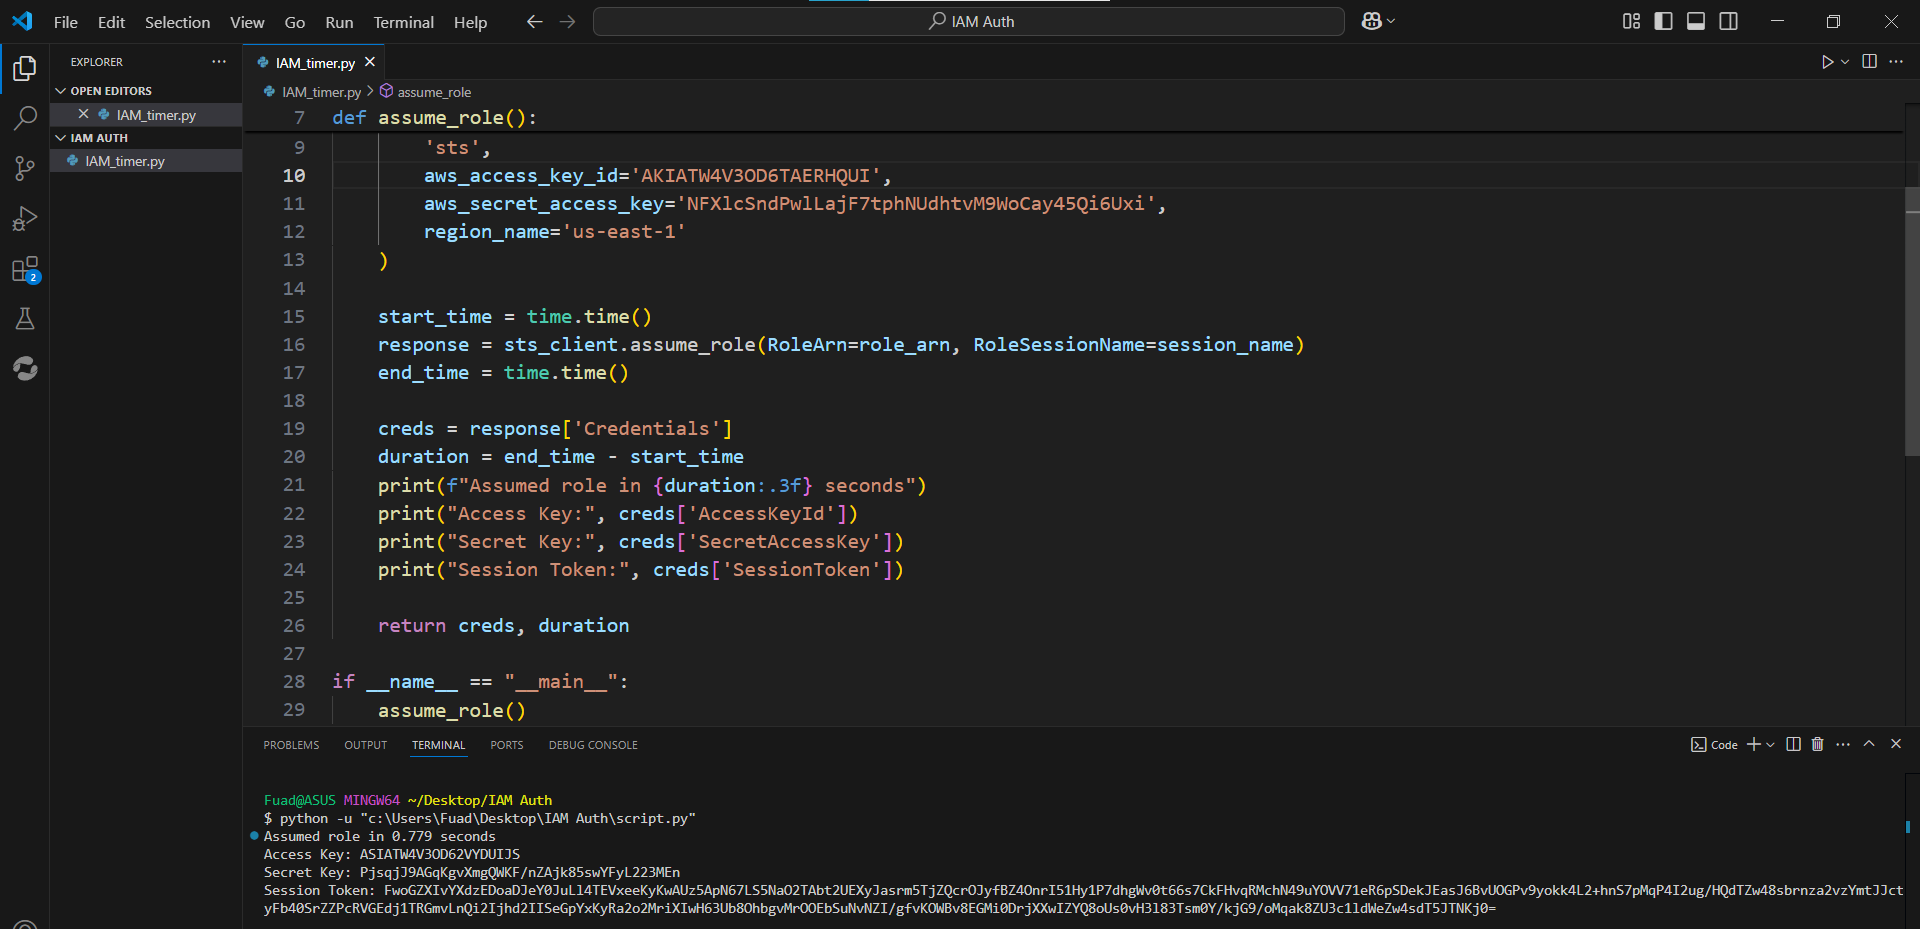 File Edit Selection View Go Run Terminal Help
IAM Auth
EXPLORER
OPEN EDITORS
IAM_timer.py
IAM AUTH
IAM_timer.py
2
IAM_timer.py
IAM_timer.py > assume_role
7 def assume_role():
9 'sts',
10 aws_access_key_id='AKIATW4V3OD6TAERHQUI',
11 aws_secret_access_key='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',
12 region_name='us-east-1'
13 )
14
15 start_time = time.time()
16 response = sts_client.assume_role(RoleArn=role_arn, RoleSessionName=session_name)
17 end_time = time.time()
18
19 creds = response['Credentials']
20 duration = end_time - start_time
21 print(f"Assumed role in {duration:.3f} seconds")
22 print("Access Key:", creds['AccessKeyId'])
23 print("Secret Key:", creds['SecretAccessKey'])
24 print("Session Token:", creds['SessionToken'])
25
26 return creds, duration
27
28 if __name__ == "__main__":
29 assume_role()
PROBLEMS OUTPUT TERMINAL PORTS DEBUG CONSOLE
Code
Fuad@ASUS MINGW64 ~/Desktop/IAM Auth
$ python -u "c:\Users\Fuad\Desktop\IAM Auth\script.py"
Assumed role in 0.779 seconds
Access Key: ASIATW4V3OD62VYDUIJS
Secret Key: PjsqjJ9AGqKgvXmgQWKF/nZAjk85swYFyL223MEn
Session Token: FwoGZXIvYXdzEDoaDJeY0JuLl4TEVxeeKyKwAUz5ApN67LS5NaO2TAbt2UEXyJasrm5TjZQcrOJyfBZ4OnrI51Hy1P7dhgWv0t66s7CkFHvqRMchN49uYOVV71eR6pSDekJEasJ6BvUOGPv9yokk4L2+hnS7pMqP4I2ug/HQdTZw48sbrnza2vzYmtJJct
yFb40SrZZPcRVGEdj1TRGmvLnQi2Ijhd2IISeGpYxKyRa2o2MriXIwH63Ub8OhbgvMrOOEbSuNvNZI/gfvKOWBv8EGMi0DrjXXwIZYQ8oUs0vH3l83Tsm0Y/kjG9/oMqak8ZU3c1ldWeZw4sdT5JTNKj0=